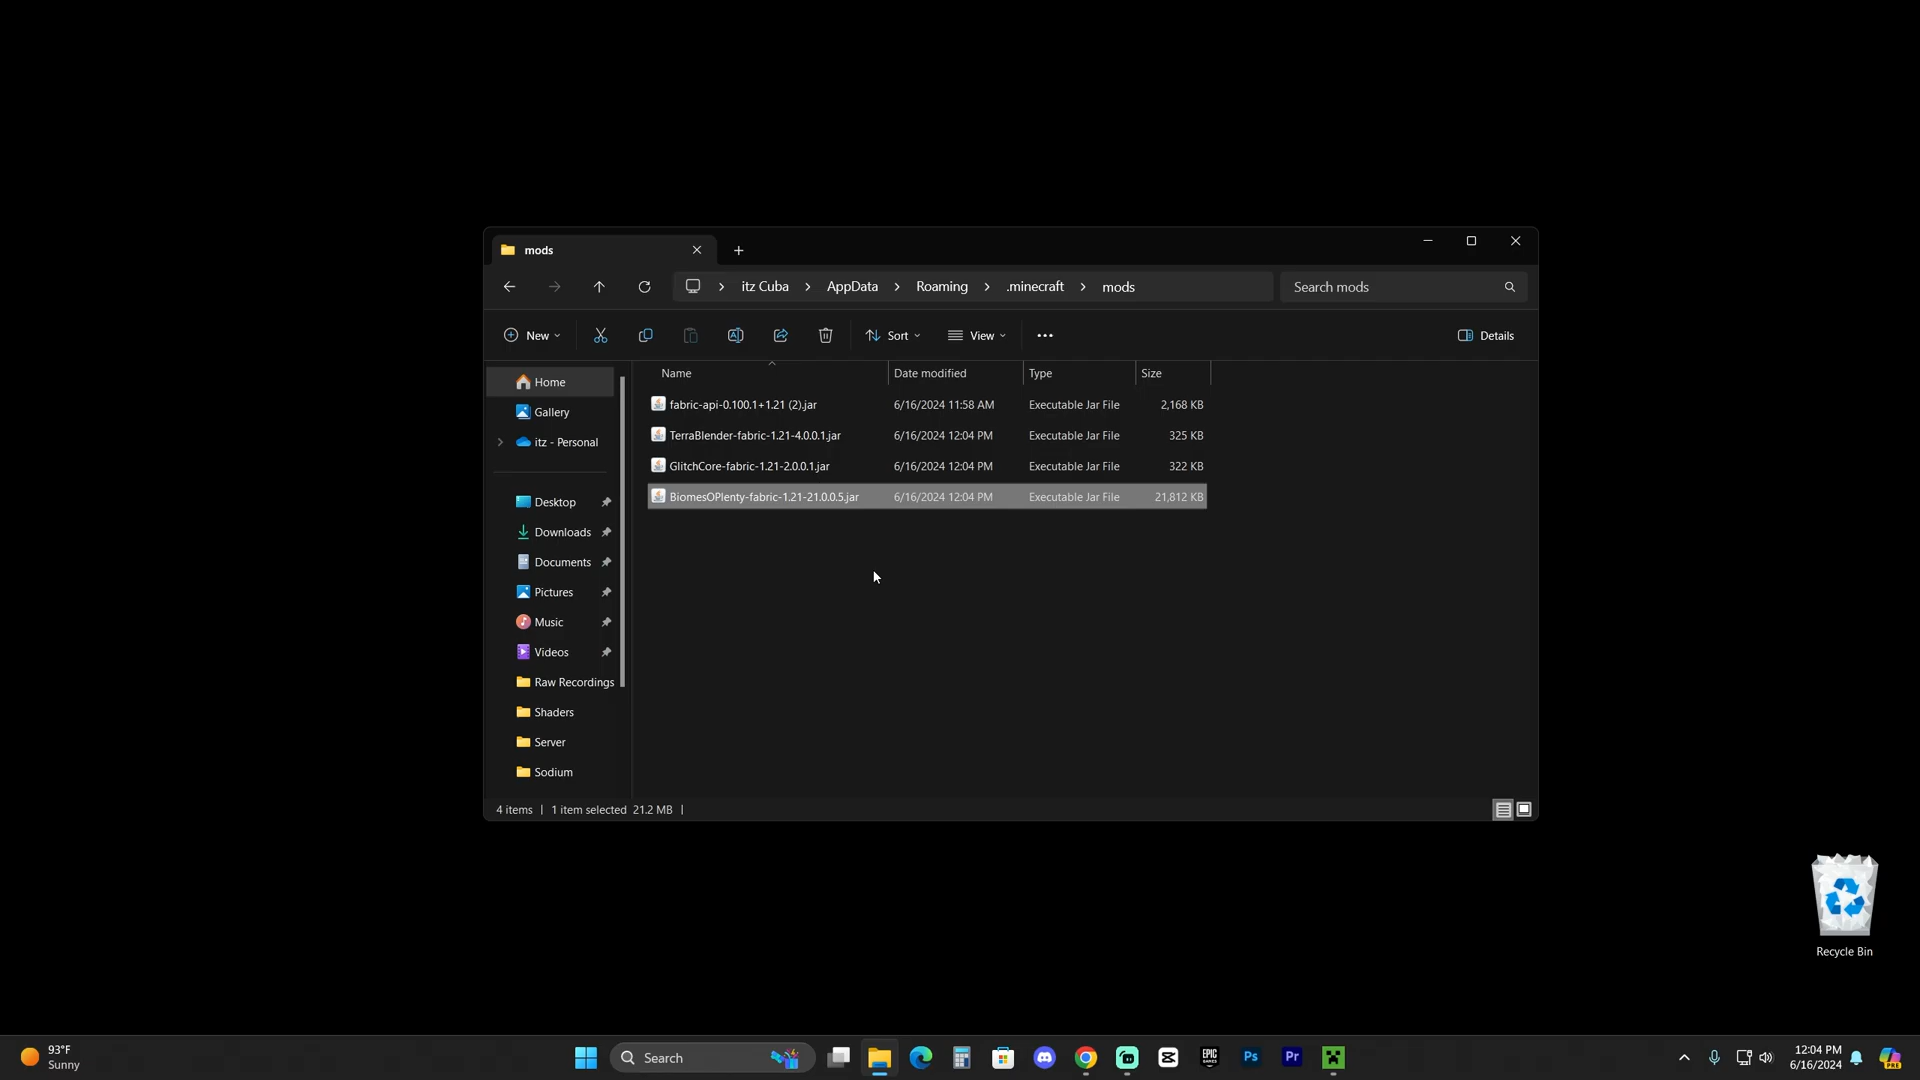 mods
itz Cuba > AppData > Roaming > .minecraft > mods
Search mods
New
Sort
View
Details
Name Date modified Type Size
fabric-api-0.100.1+1.21 (2).jar 6/16/2024 11:58 AM Executable Jar File 2,168 KB
TerraBlender-fabric-1.21-4.0.0.1.jar 6/16/2024 12:04 PM Executable Jar File 325 KB
GlitchCore-fabric-1.21-2.0.0.1.jar 6/16/2024 12:04 PM Executable Jar File 322 KB
BiomesOPlenty-fabric-1.21-21.0.0.5.jar 6/16/2024 12:04 PM Executable Jar File 21,812 KB
Home
Gallery
itz - Personal
Desktop
Downloads
Documents
Pictures
Music
Videos
Raw Recordings
Shaders
Server
Sodium
4 items | 1 item selected 21.2 MB |
Recycle Bin
93°F
Sunny
Search
EPIC
GAMES
Ps
Pr
12:04 PM
6/16/2024
PRE